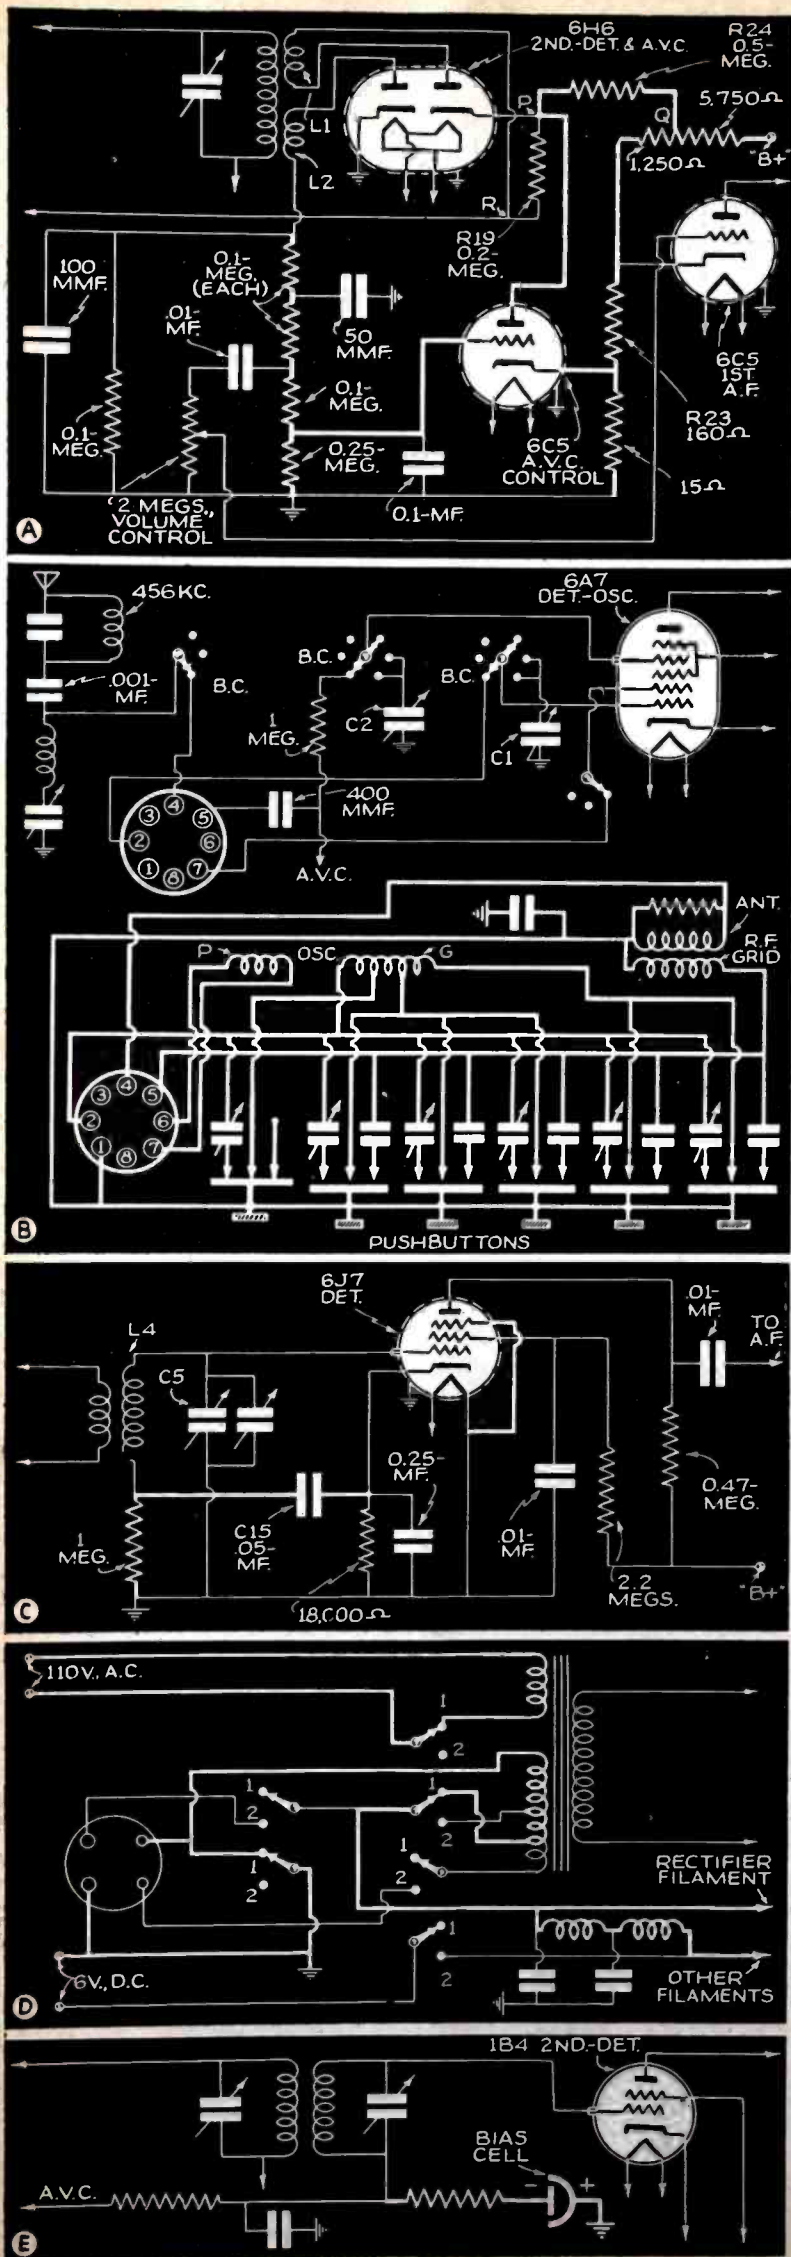 6H6
2ND.-DET. & A.V.C.
R24
0.5-
MEG.
5,750Ω
P
Q
L1
1,250Ω
"B+"
L2
R
R19
0.2-
MEG.
100
MMF.
0.1-
MEG.
(EACH)
.01-
MF.
50
MMF.
6C5
1ST.
A.F.
0.1-
MEG.
0.1-
MEG.
0.25-
MEG.
6C5
A.V.C.
CONTROL
R23
160Ω
15Ω
2 MEGS.,
VOLUME
CONTROL
0.1-MF.
A
456KC.
6A7
DET.-OSC.
B.C.
B.C.
B.C.
.001-
MF.
1
MEG.
C2
C1
400
MMF.
3 4 5
2 6
1 8 7
A.V.C.
ANT.
P OSC. G
R.F.
GRID
3 4 5
2 6
1 8 7
B
PUSHBUTTONS
6J7
DET.
.01-
MF.
TO
A.F.
L4
C5
0.25-
MF.
0.47-
MEG.
1
MEG.
C15
.05-
MF.
.01-
MF.
2.2
MEGS.
"B+"
18,000Ω
C
110V., A.C.
1
2
1
2
1
2
1
2
1
2
RECTIFIER
FILAMENT
1
2
6V., D.C.
OTHER
FILAMENTS
D
1B4 2ND.-DET.
BIAS
CELL
A.V.C.
- +
E